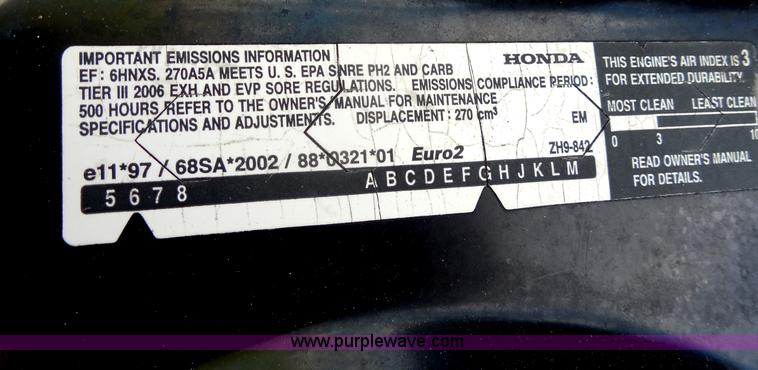 IMPORTANT EMISSIONS INFORMATION
EF: 6HNXS. 270A5A MEETS U. S. EPA SNRE PH2 AND CARB
TIER III 2006 EXH AND EVP SORE REGULATIONS. EMISSIONS COMPLIANCE PERIOD:
500 HOURS REFER TO THE OWNER'S MANUAL FOR MAINTENANCE
SPECIFICATIONS AND ADJUSTMENTS. DISPLACEMENT: 270 cm³
HONDA
EM
ZH9-842
e11*97 / 68SA*2002 / 88*0321*01 Euro2
5 6 7 8 A B C D E F G H J K L M
THIS ENGINE'S AIR INDEX IS 3
FOR EXTENDED DURABILITY.
MOST CLEAN LEAST CLEAN
0 3 10
READ OWNER'S MANUAL
FOR DETAILS.
www.purplewave.com